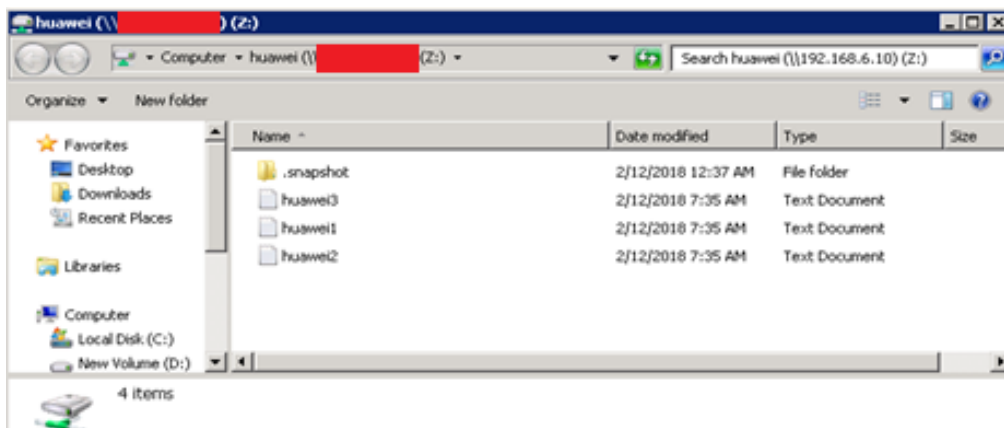 huawei (\\ ) (Z:)
Computer huawei (\\ (Z:) Search huawei (\\192.168.6.10) (Z:)
Organize New folder
Favorites
Desktop
Downloads
Recent Places
Libraries
Computer
Local Disk (C:)
New Volume (D:)
Name Date modified Type Size
.snapshot 2/12/2018 12:37 AM File folder
huawei3 2/12/2018 7:35 AM Text Document
huawei1 2/12/2018 7:35 AM Text Document
huawei2 2/12/2018 7:35 AM Text Document
4 items